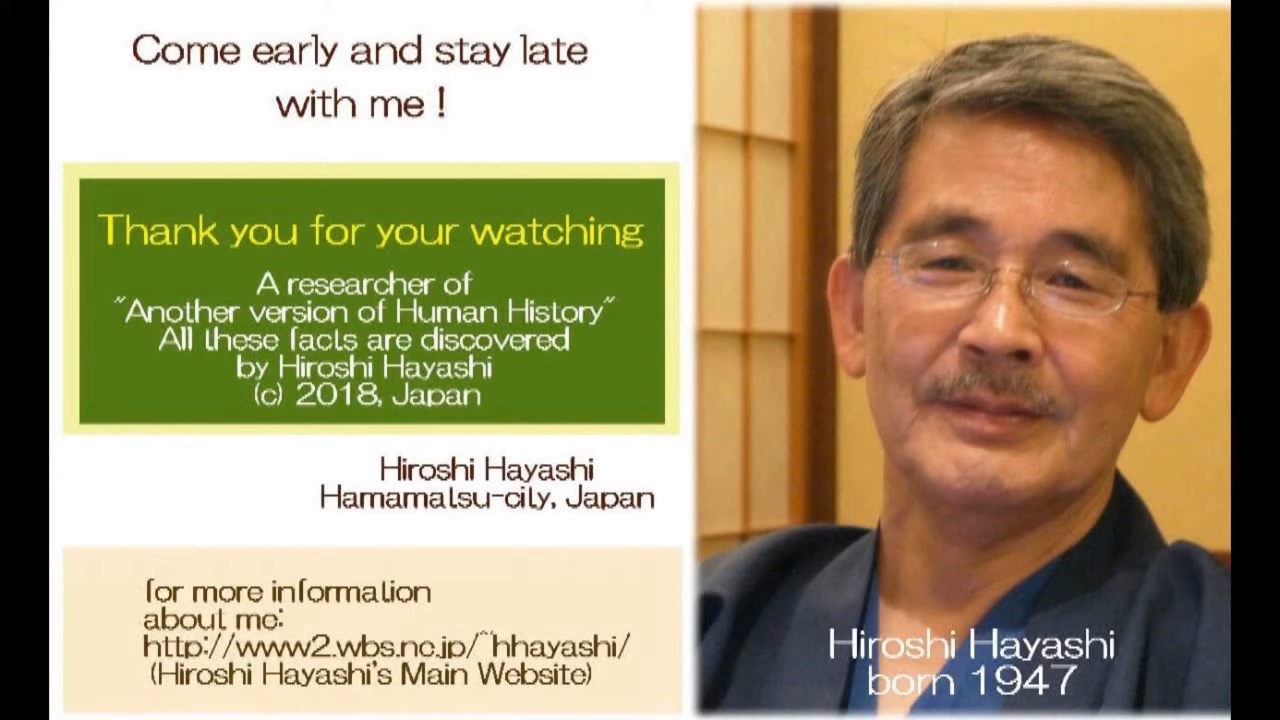 Come early and stay late
with me !
Thank you for your watching
A researcher of
"Another version of Human History"
All these facts are discovered
by Hiroshi Hayashi
(c) 2018, Japan
Hiroshi Hayashi
Hamamatsu-city, Japan
for more information
about me:
http://www2.wbs.ne.jp/~hhayashi/
(Hiroshi Hayashi's Main Website)
Hiroshi Hayashi
born 1947